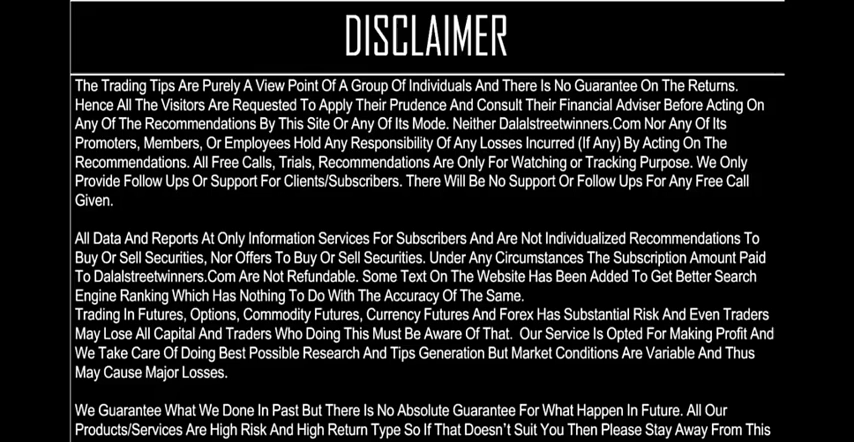 DISCLAIMER
The Trading Tips Are Purely A View Point Of A Group Of Individuals And There Is No Guarantee On The Returns.
Hence All The Visitors Are Requested To Apply Their Prudence And Consult Their Financial Adviser Before Acting On
Any Of The Recommendations By This Site Or Any Of Its Mode. Neither Dalalstreetwinners.Com Nor Any Of Its
Promoters, Members, Or Employees Hold Any Responsibility Of Any Losses Incurred (If Any) By Acting On The
Recommendations. All Free Calls, Trials, Recommendations Are Only For Watching or Tracking Purpose. We Only
Provide Follow Ups Or Support For Clients/Subscribers. There Will Be No Support Or Follow Ups For Any Free Call
Given.
All Data And Reports At Only Information Services For Subscribers And Are Not Individualized Recommendations To
Buy Or Sell Securities, Nor Offers To Buy Or Sell Securities. Under Any Circumstances The Subscription Amount Paid
To Dalalstreetwinners.Com Are Not Refundable. Some Text On The Website Has Been Added To Get Better Search
Engine Ranking Which Has Nothing To Do With The Accuracy Of The Same.
Trading In Futures, Options, Commodity Futures, Currency Futures And Forex Has Substantial Risk And Even Traders
May Lose All Capital And Traders Who Doing This Must Be Aware Of That. Our Service Is Opted For Making Profit And
We Take Care Of Doing Best Possible Research And Tips Generation But Market Conditions Are Variable And Thus
May Cause Major Losses.
We Guarantee What We Done In Past But There Is No Absolute Guarantee For What Happen In Future. All Our
Products/Services Are High Risk And High Return Type So If That Doesn't Suit You Then Please Stay Away From This